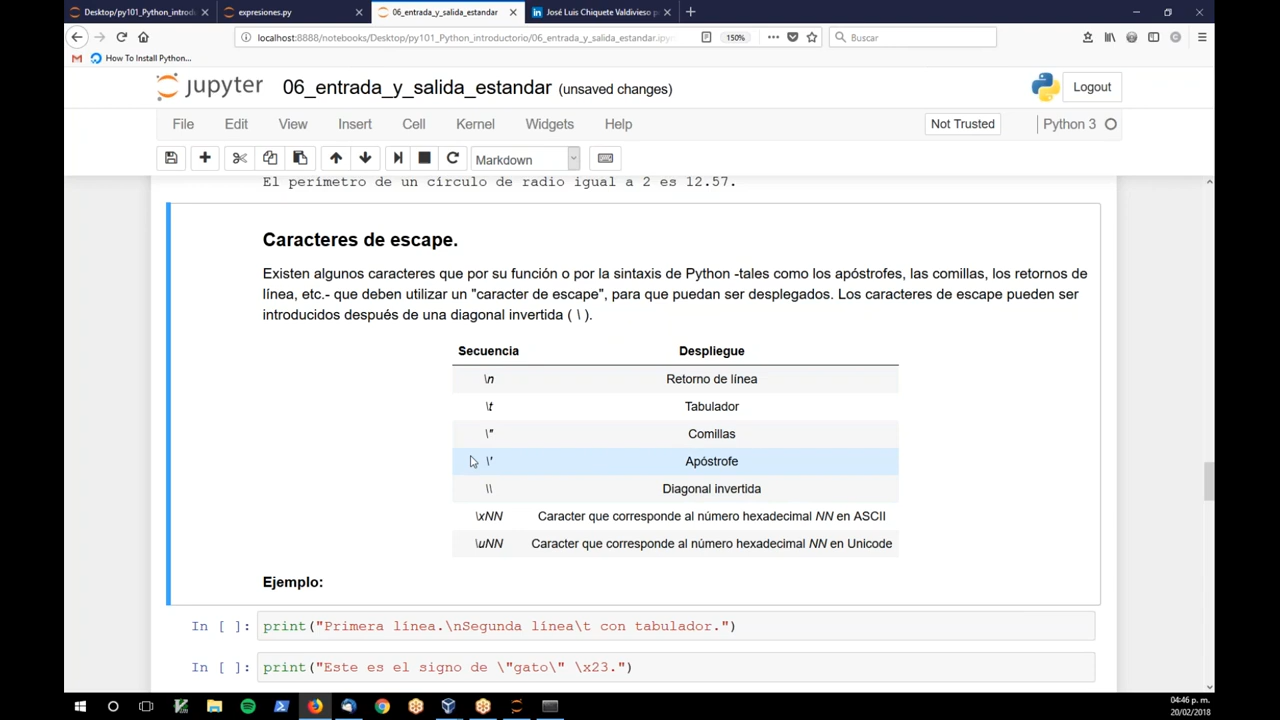 Desktop/py101_Python_introdu
expresiones.py
06_entrada_y_salida_estandar
José Luis Chiquete Valdivieso p
localhost:8888/notebooks/Desktop/py101_Python_introductorio/06_entrada_y_salida_estandar.ipyn
150%
Buscar
How To Install Python...
jupyter
06_entrada_y_salida_estandar (unsaved changes)
Logout
File Edit View Insert Cell Kernel Widgets Help
Not Trusted
Python 3
Markdown
El perímetro de un círculo de radio igual a 2 es 12.57.
Caracteres de escape.
Existen algunos caracteres que por su función o por la sintaxis de Python -tales como los apóstrofes, las comillas, los retornos de
línea, etc.- que deben utilizar un "caracter de escape", para que puedan ser desplegados. Los caracteres de escape pueden ser
introducidos después de una diagonal invertida ( \ ).
Secuencia Despliegue
\n Retorno de línea
\t Tabulador
\" Comillas
\' Apóstrofe
\\ Diagonal invertida
\xNN Caracter que corresponde al número hexadecimal NN en ASCII
\uNN Caracter que corresponde al número hexadecimal NN en Unicode
Ejemplo:
In [ ]: print("Primera línea.\nSegunda línea\t con tabulador.")
In [ ]: print("Este es el signo de \"gato\" \x23.")
04:46 p. m.
20/02/2018